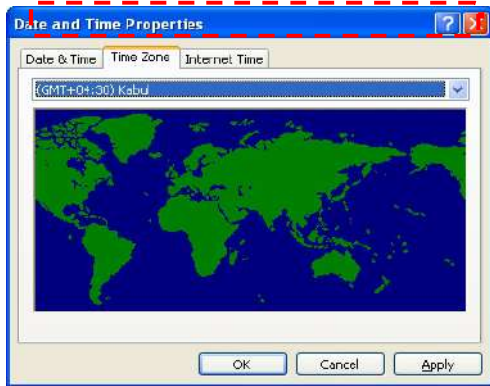 Date and Time Properties
Date & Time Time Zone Internet Time
(GMT+04:30) Kabul
OK Cancel Apply